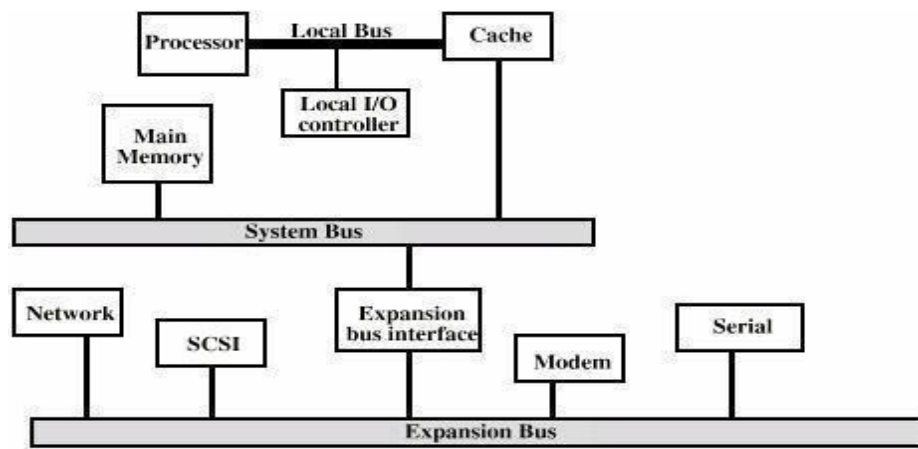 Processor
Local Bus
Cache
Local I/O
controller
Main
Memory
System Bus
Network
SCSI
Expansion
bus interface
Modem
Serial
Expansion Bus